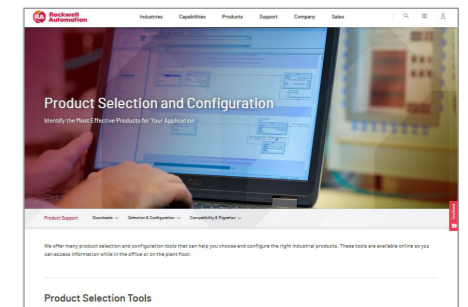 Rockwell
Automation
Industries Capabilities Products Support Company Sales
Product Selection and Configuration
Identify the Most Effective Products for Your Application
Product Support Downloads Selection & Configuration Compatibility & Migration
We offer many product selection and configuration tools that can help you choose and configure the right industrial products. These tools are available online so you
can access information while in the office or on the plant floor.
Product Selection Tools